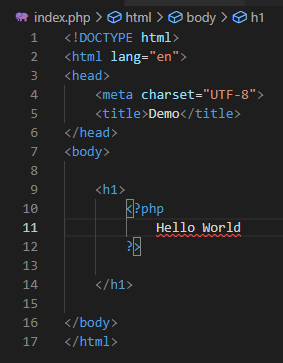 index.php > html > body > h1
1 <!DOCTYPE html>
2 <html lang="en">
3 <head>
4     <meta charset="UTF-8">
5     <title>Demo</title>
6 </head>
7 <body>
8
9     <h1>
10         <?php
11             Hello World
12         ?>
13
14     </h1>
15
16 </body>
17 </html>